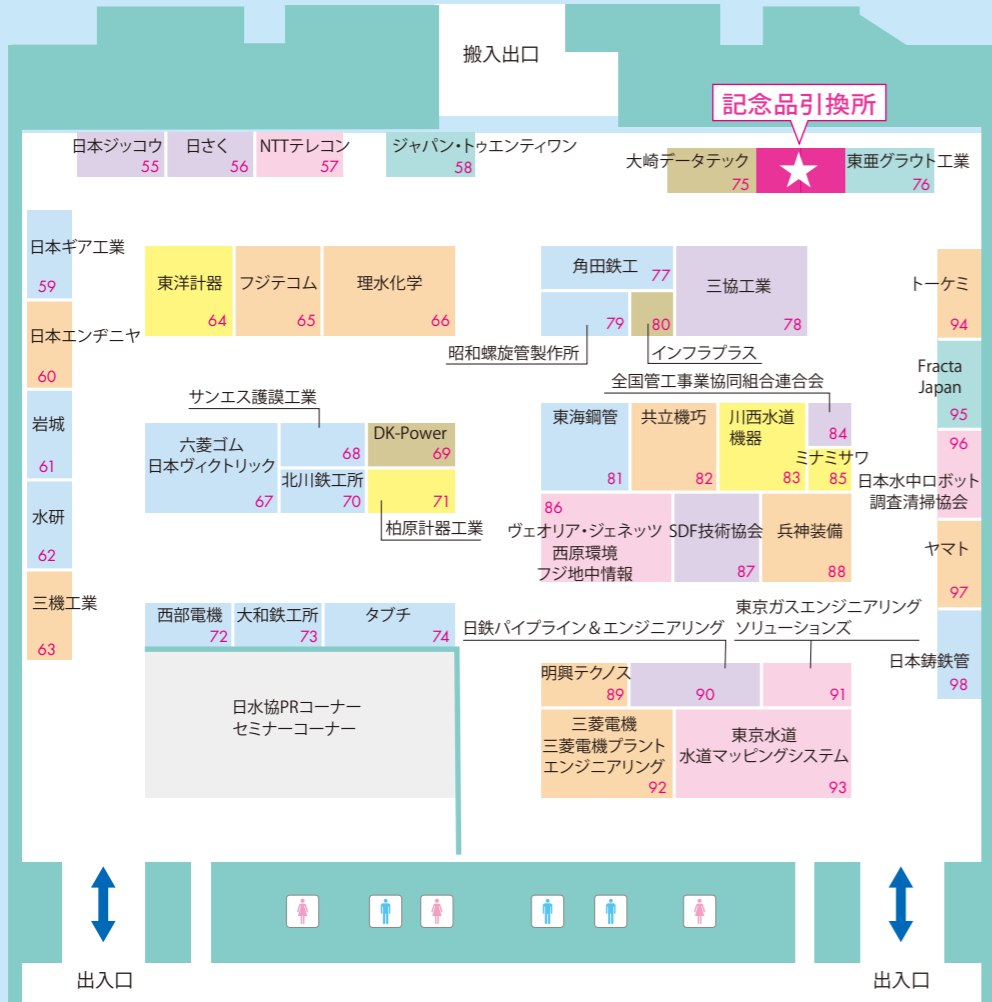 搬入出口
記念品引換所
日本ジッコウ
55
日さく
56
NTTテレコン
57
ジャパン・トゥエンティワン
58
大崎データテック
75
東亜グラウト工業
76
日本ギア工業
59
日本エンヂニヤ
60
岩城
61
水研
62
三機工業
63
東洋計器
64
フジテコム
65
理水化学
66
角田鉄工
77
三協工業
78
79
昭和螺旋管製作所
80
インフラプラス
トーケミ
94
Fracta
Japan
95
96
日本水中ロボット
調査清掃協会
ヤマト
97
日本鋳鉄管
98
サンエス護膜工業
68
六菱ゴム
日本ヴィクトリック
67
DK-Power
69
北川鉄工所
70
71
柏原計器工業
全国管工事業協同組合連合会
84
東海鋼管
81
共立機巧
82
川西水道
機器
83
ミナミサワ
85
86
ヴェオリア・ジェネッツ
西原環境
フジ地中情報
SDF技術協会
87
兵神装備
88
西部電機
72
大和鉄工所
73
タブチ
74
日水協PRコーナー
セミナーコーナー
日鉄パイプライン＆エンジニアリング
90
東京ガスエンジニアリング
ソリューションズ
91
明興テクノス
89
三菱電機
三菱電機プラント
エンジニアリング
92
東京水道
水道マッピングシステム
93
出入口
出入口